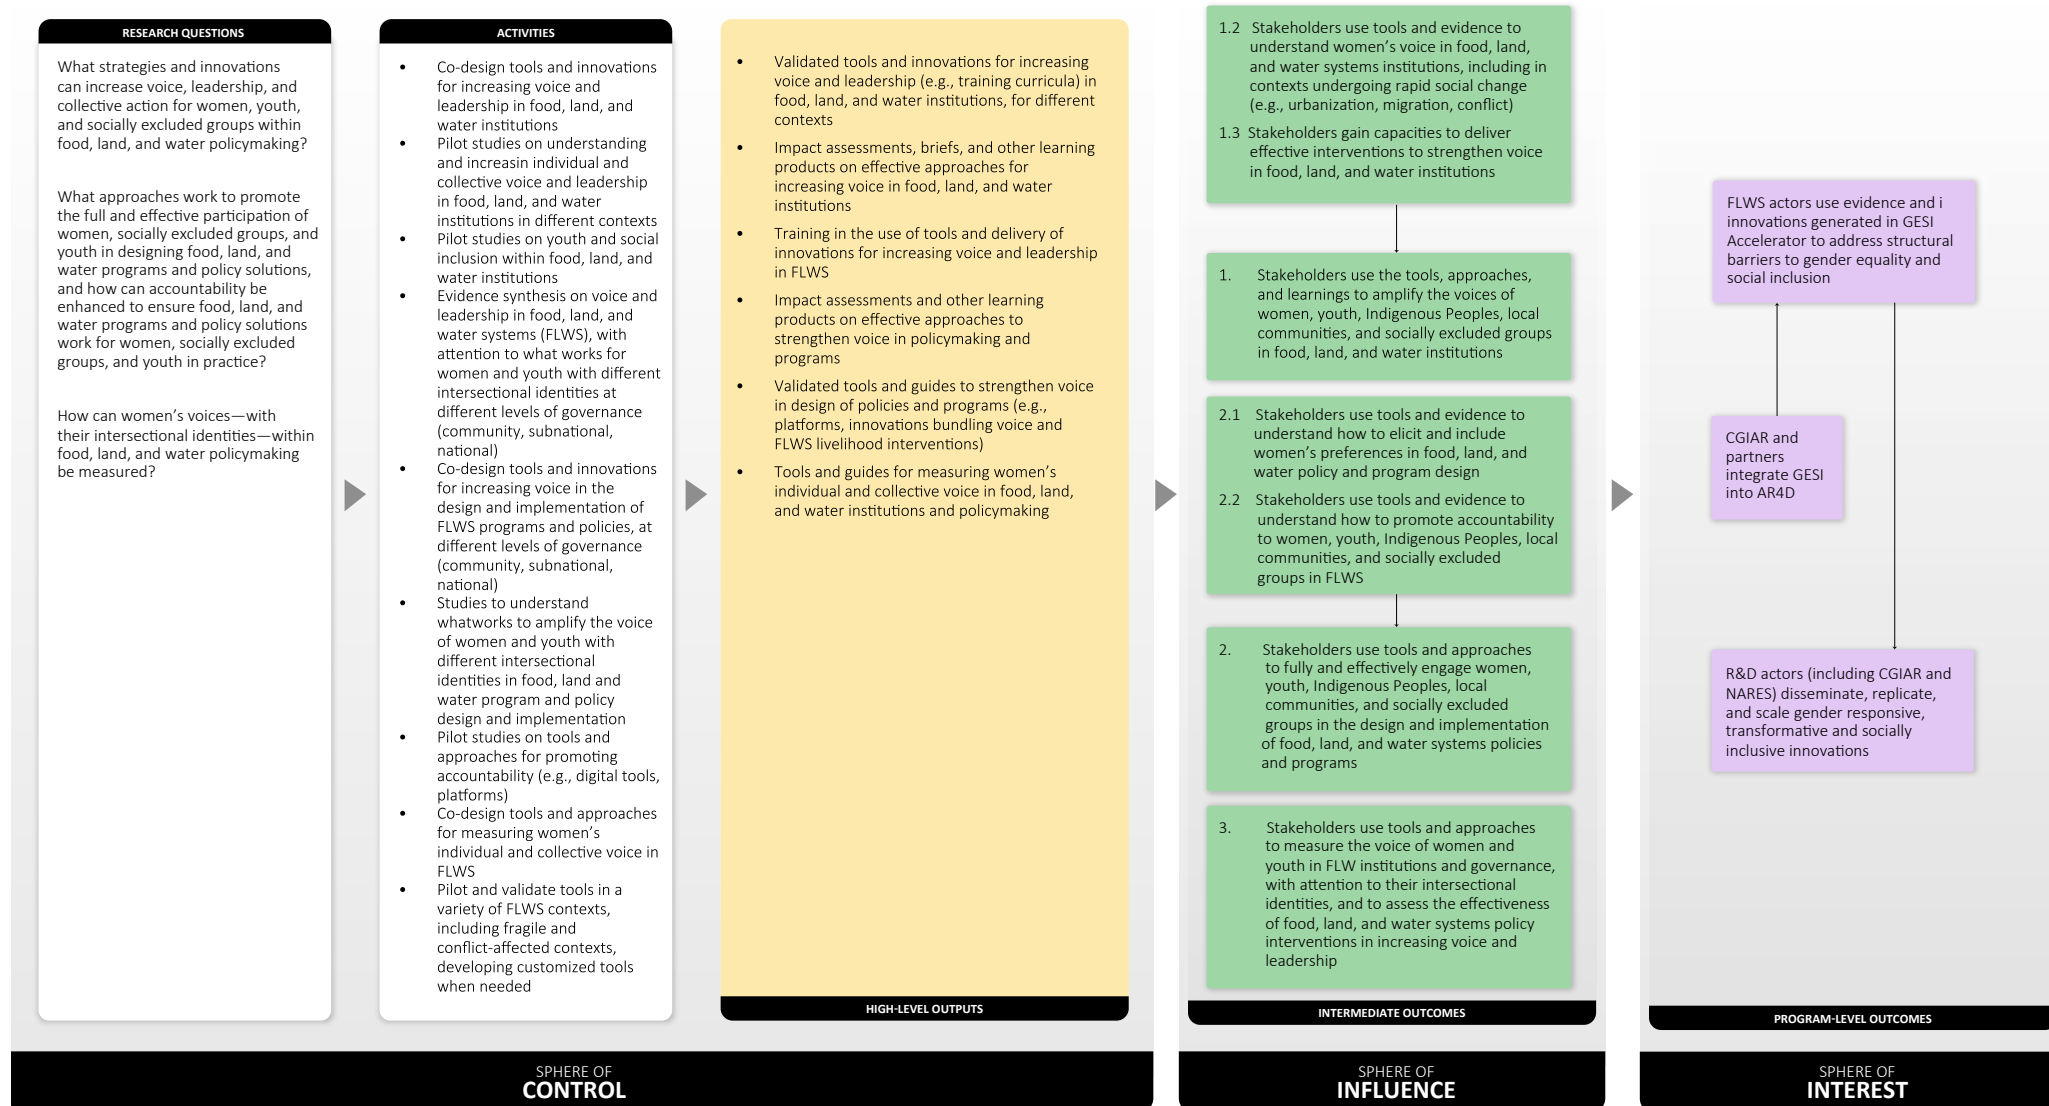 RESEARCH QUESTIONS
What strategies and innovations
can increase voice, leadership, and
collective action for women, youth,
and socially excluded groups within
food, land, and water policymaking?
What approaches work to promote
the full and effective participation of
women, socially excluded groups, and
youth in designing food, land, and
water programs and policy solutions,
and how can accountability be
enhanced to ensure food, land, and
water programs and policy solutions
work for women, socially excluded
groups, and youth in practice?
How can women’s voices—with
their intersectional identities—within
food, land, and water policymaking
be measured?
ACTIVITIES
• Co-design tools and innovations
for increasing voice and
leadership in food, land, and
water institutions
• Pilot studies on understanding
and increasin individual and
collective voice and leadership
in food, land, and water
institutions in different contexts
• Pilot studies on youth and social
inclusion within food, land, and
water institutions
• Evidence synthesis on voice and
leadership in food, land, and
water systems (FLWS), with
attention to what works for
women and youth with different
intersectional identities at
different levels of governance
(community, subnational,
national)
• Co-design tools and innovations
for increasing voice in the
design and implementation of
FLWS programs and policies, at
different levels of governance
(community, subnational,
national)
• Studies to understand
whatworks to amplify the voice
of women and youth with
different intersectional
identities in food, land and
water program and policy
design and implementation
• Pilot studies on tools and
approaches for promoting
accountability (e.g., digital tools,
platforms)
• Co-design tools and approaches
for measuring women’s
individual and collective voice in
FLWS
• Pilot and validate tools in a
variety of FLWS contexts,
including fragile and
conflict-affected contexts,
developing customized tools
when needed
• Validated tools and innovations for increasing
voice and leadership (e.g., training curricula) in
food, land, and water institutions, for different
contexts
• Impact assessments, briefs, and other learning
products on effective approaches for
increasing voice in food, land, and water
institutions
• Training in the use of tools and delivery of
innovations for increasing voice and leadership
in FLWS
• Impact assessments and other learning
products on effective approaches to
strengthen voice in policymaking and
programs
• Validated tools and guides to strengthen voice
in design of policies and programs (e.g.,
platforms, innovations bundling voice and
FLWS livelihood interventions)
• Tools and guides for measuring women’s
individual and collective voice in food, land,
and water institutions and policymaking
HIGH-LEVEL OUTPUTS
SPHERE OF
CONTROL
1.2 Stakeholders use tools and evidence to
understand women’s voice in food, land,
and water systems institutions, including in
contexts undergoing rapid social change
(e.g., urbanization, migration, conflict)
1.3 Stakeholders gain capacities to deliver
effective interventions to strengthen voice
in food, land, and water institutions
1. Stakeholders use the tools, approaches,
and learnings to amplify the voices of
women, youth, Indigenous Peoples, local
communities, and socially excluded groups
in food, land, and water institutions
2.1 Stakeholders use tools and evidence to
understand how to elicit and include
women’s preferences in food, land, and
water policy and program design
2.2 Stakeholders use tools and evidence to
understand how to promote accountability
to women, youth, Indigenous Peoples, local
communities, and socially excluded
groups in FLWS
2. Stakeholders use tools and approaches
to fully and effectively engage women,
youth, Indigenous Peoples, local
communities, and socially excluded
groups in the design and implementation
of food, land, and water systems policies
and programs
3. Stakeholders use tools and approaches
to measure the voice of women and
youth in FLW institutions and governance,
with attention to their intersectional
identities, and to assess the effectiveness
of food, land, and water systems policy
interventions in increasing voice and
leadership
INTERMEDIATE OUTCOMES
SPHERE OF
INFLUENCE
FLWS actors use evidence and i
innovations generated in GESI
Accelerator to address structural
barriers to gender equality and
social inclusion
CGIAR and
partners
integrate GESI
into AR4D
R&D actors (including CGIAR and
NARES) disseminate, replicate,
and scale gender responsive,
transformative and socially
inclusive innovations
PROGRAM-LEVEL OUTCOMES
SPHERE OF
INTEREST